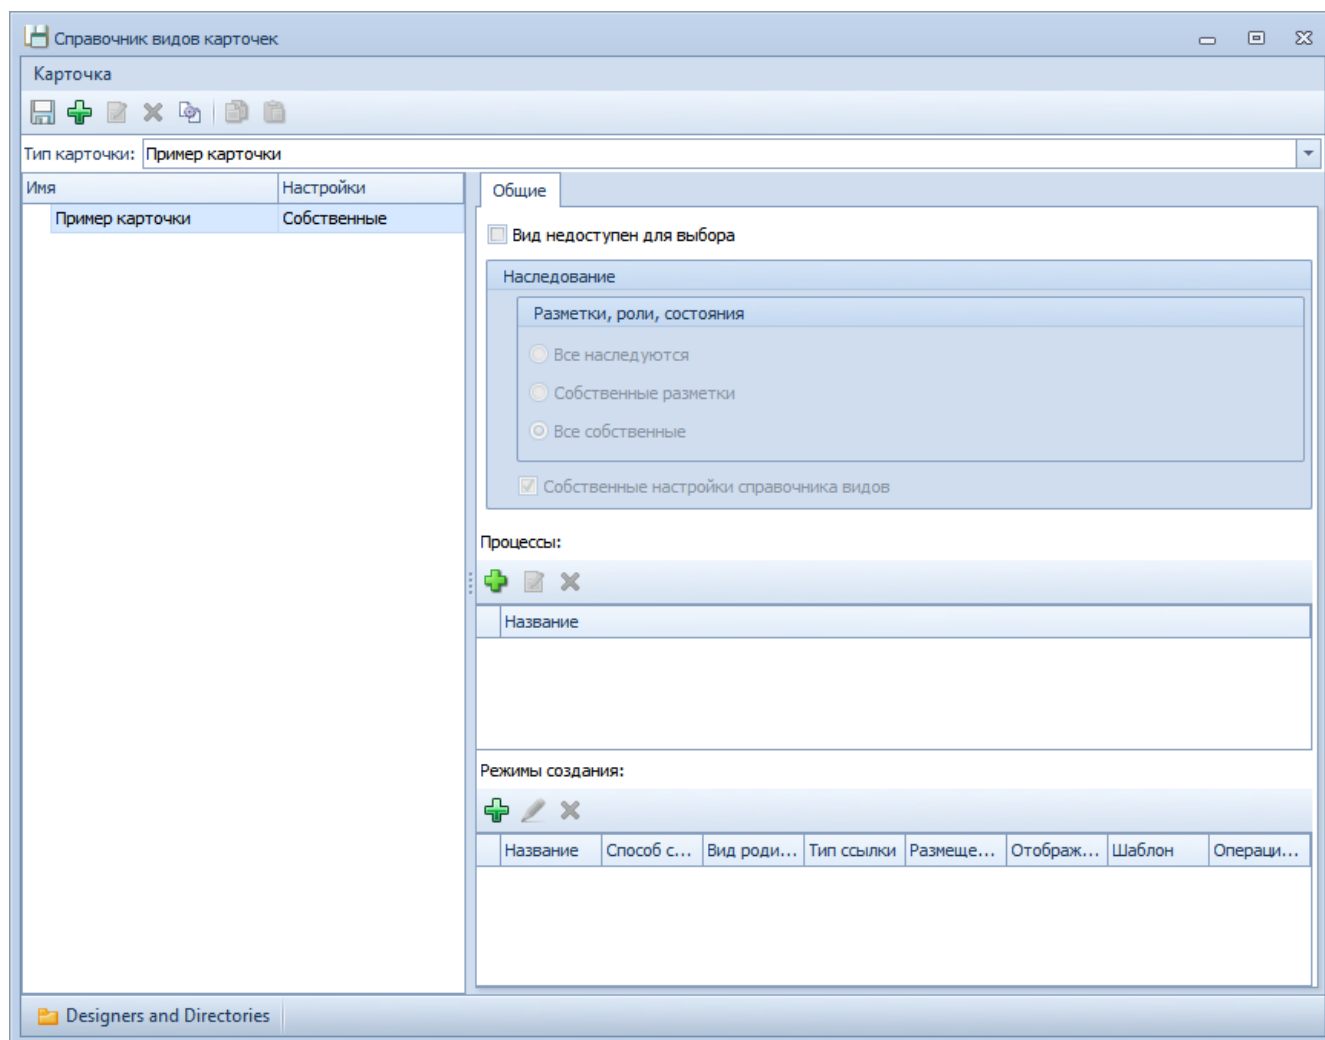 Справочник видов карточек
Карточка
Тип карточки: Пример карточки
Имя Настройки
Пример карточки Собственные
Общие
Вид недоступен для выбора
Наследование
Разметки, роли, состояния
Все наследуются
Собственные разметки
Все собственные
Собственные настройки справочника видов
Процессы:
Название
Режимы создания:
Название Способ с... Вид роди... Тип ссылки Размеще... Отображ... Шаблон Операци...
Designers and Directories